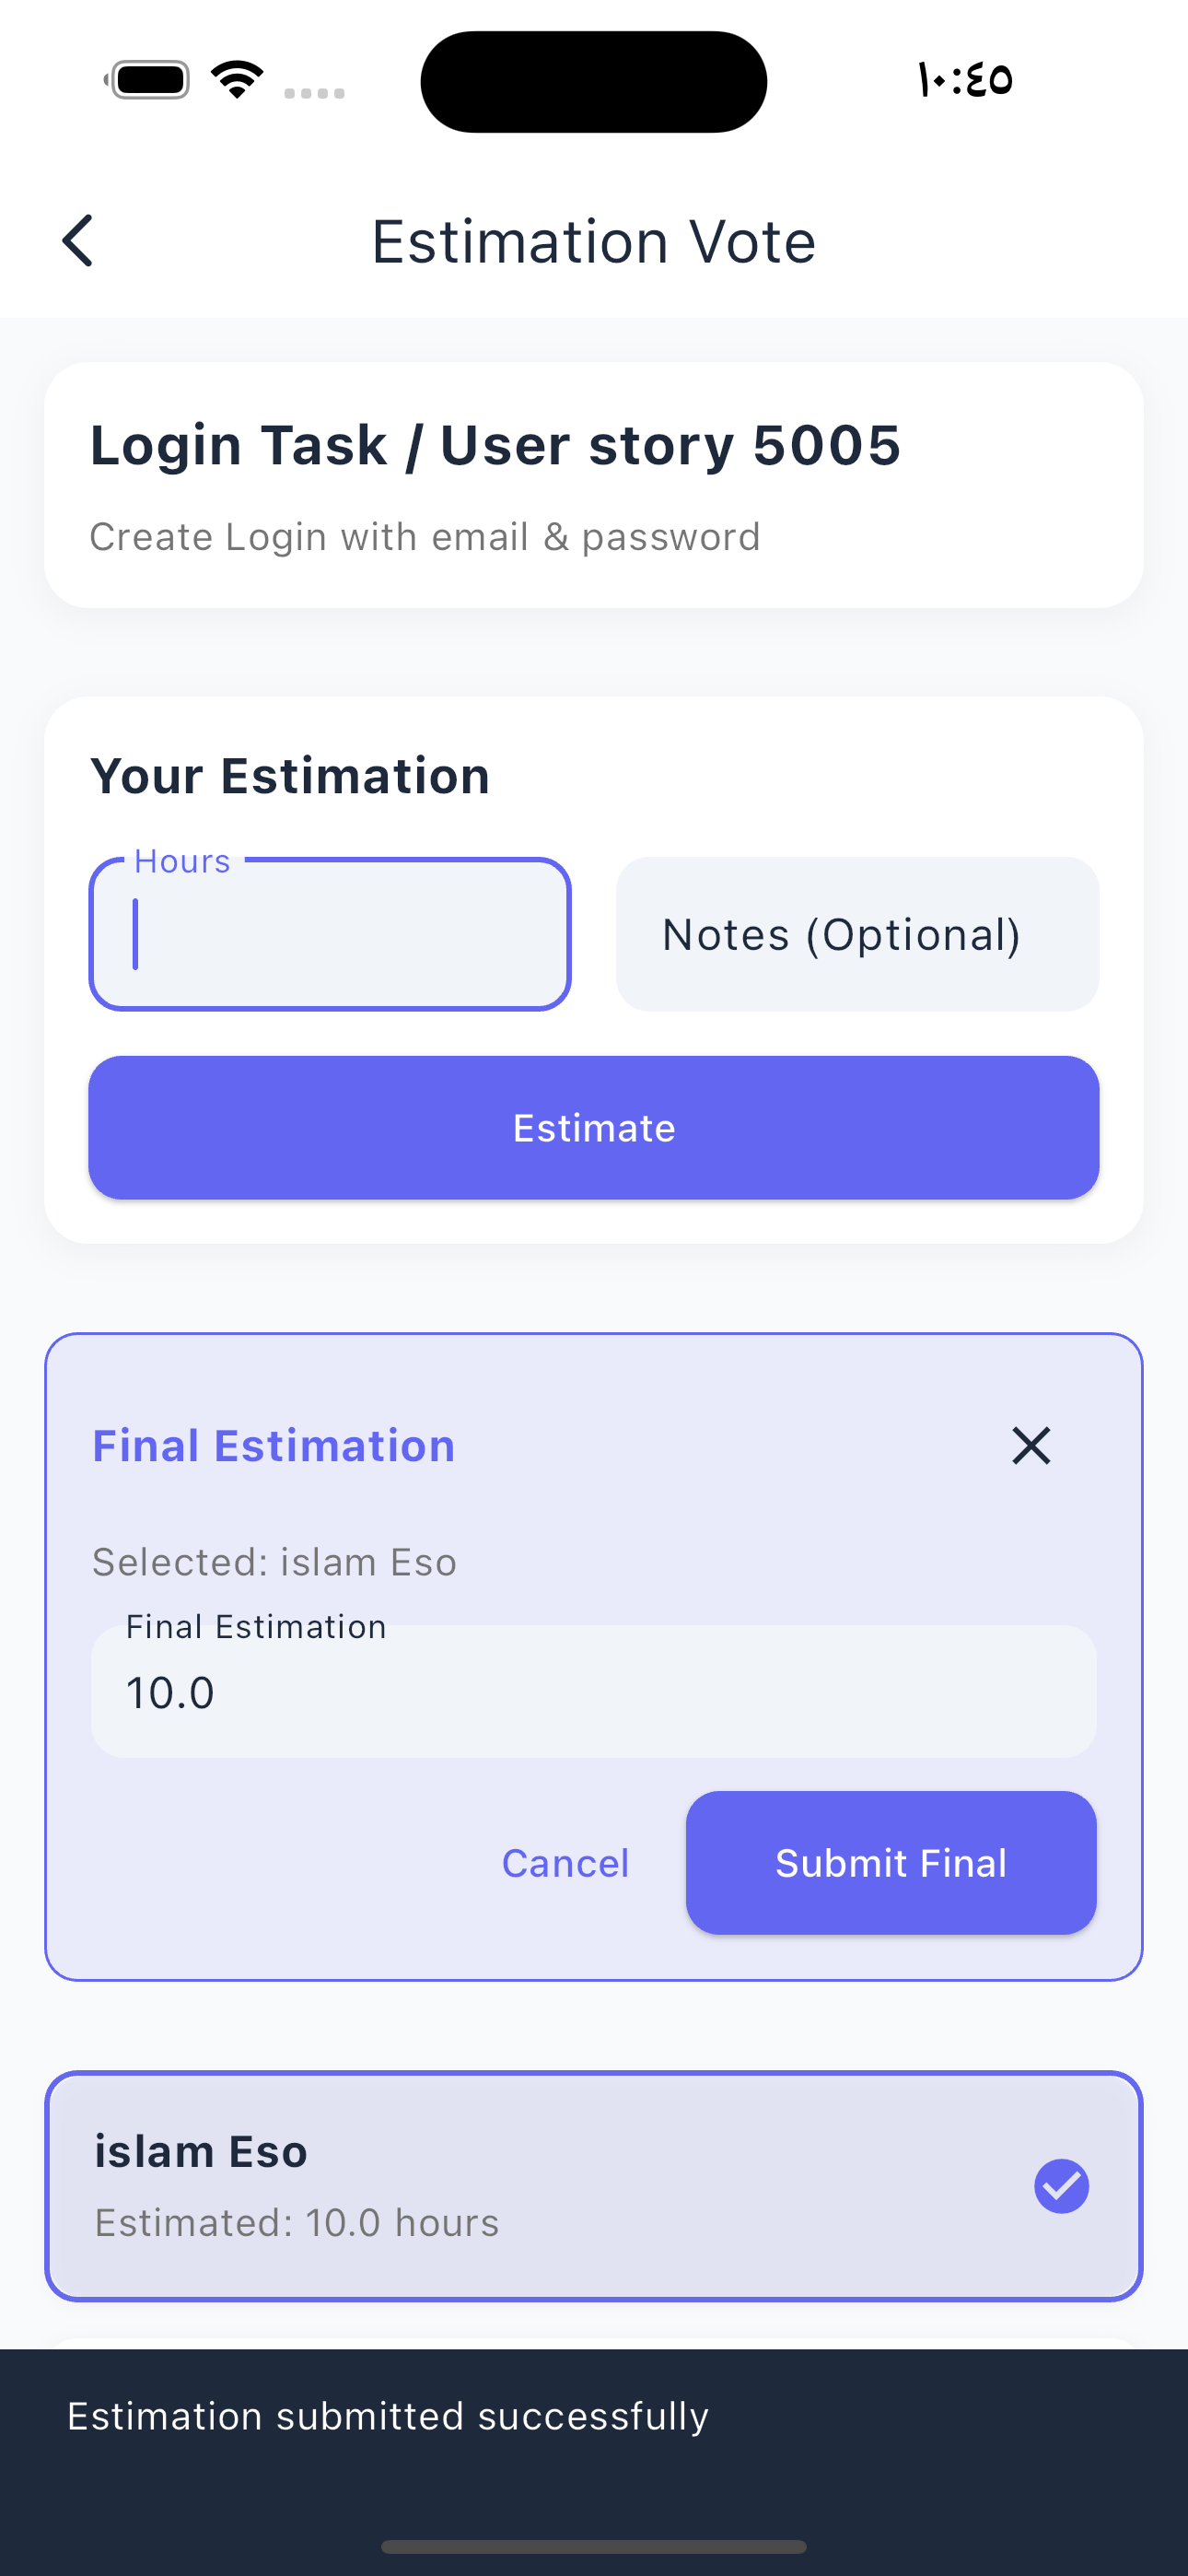 ١٠:٤٥
Estimation Vote
Login Task / User story 5005
Create Login with email & password
Your Estimation
Hours
Notes (Optional)
Estimate
Final Estimation
Selected: islam Eso
Final Estimation
10.0
Cancel
Submit Final
islam Eso
Estimated: 10.0 hours
Estimation submitted successfully